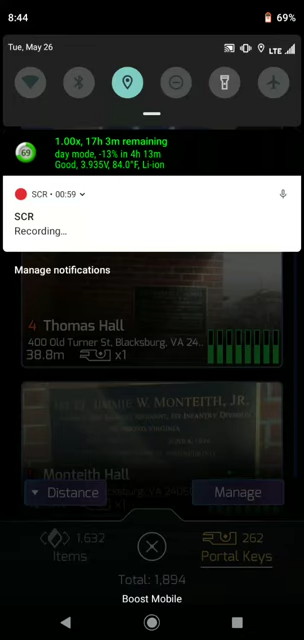 8:44
69%
Tue, May 26
LTE
69
1.00x, 17h 3m remaining
day mode, -13% in 4h 13m
Good, 3.935V, 84.0°F, Li-ion
SCR • 00:59
SCR
Recording...
Manage notifications
4 Thomas Hall
400 Old Turner St, Blacksburg, VA 24..
38.8m x1
JIMMIE W. MONTEITH, JR.
Monteith Hall
Distance
Manage
1,632
Items
262
Portal Keys
Total: 1,894
Boost Mobile